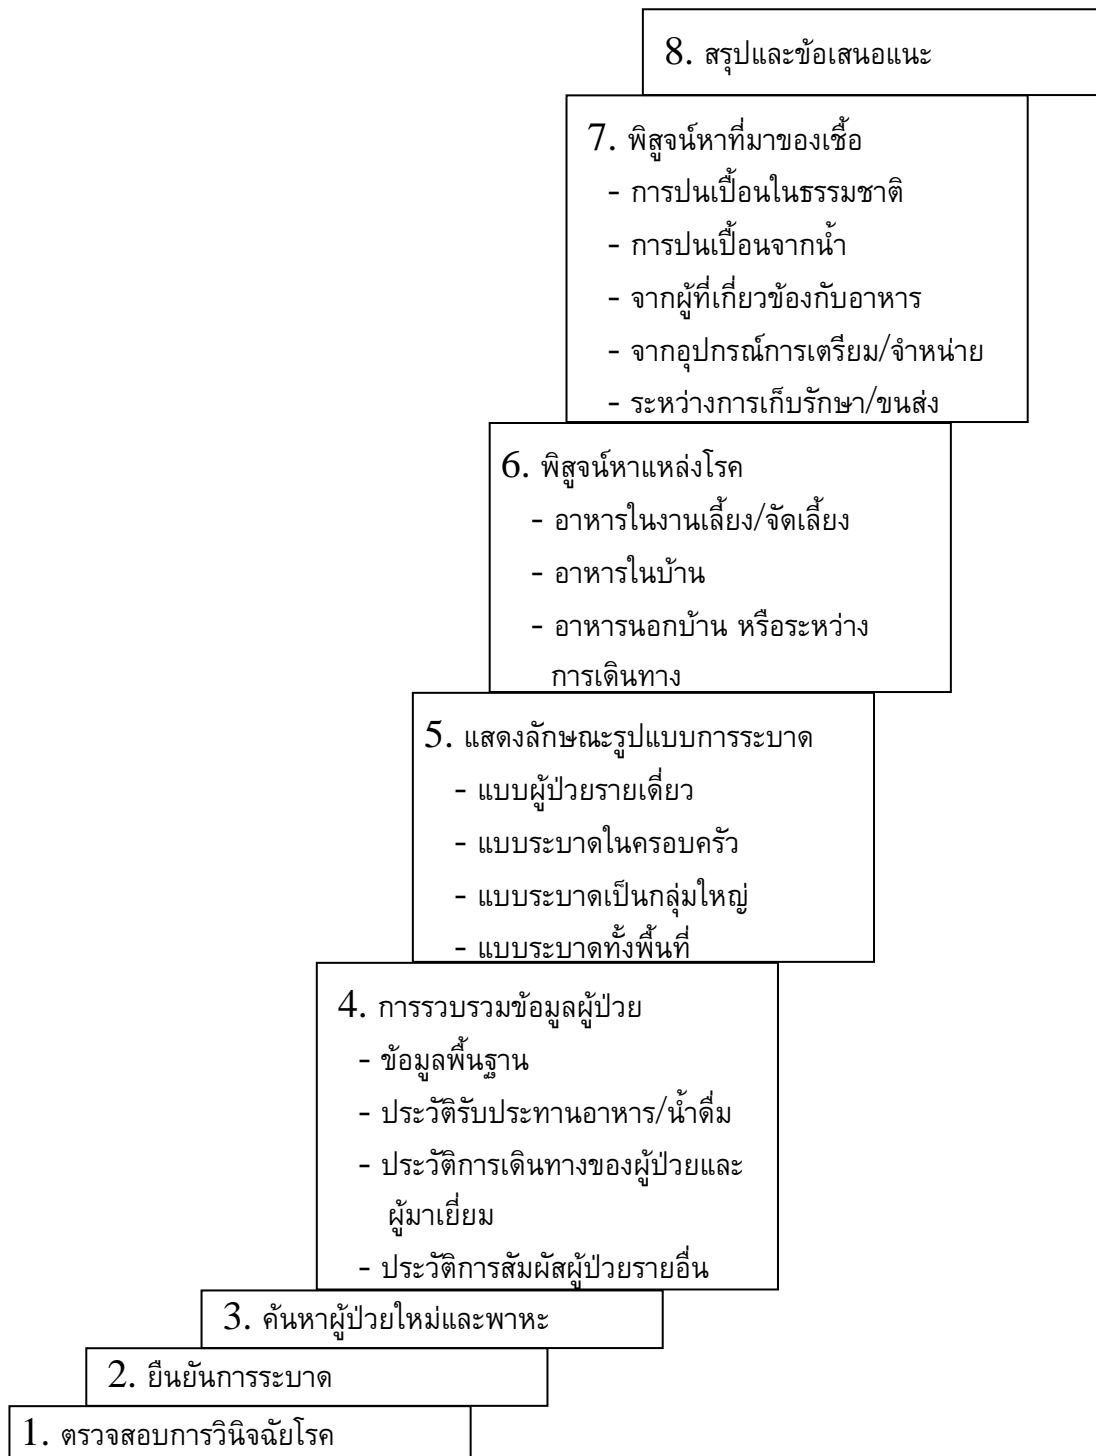 8. สรุปและข้อเสนอแนะ
7. พิสูจน์หาที่มาของเชื้อ
- การปนเปื้อนในธรรมชาติ
- การปนเปื้อนจากน้ำ
- จากผู้ที่เกี่ยวข้องกับอาหาร
- จากอุปกรณ์การเตรียม/จำหน่าย
- ระหว่างการเก็บรักษา/ขนส่ง
6. พิสูจน์หาแหล่งโรค
- อาหารในงานเลี้ยง/จัดเลี้ยง
- อาหารในบ้าน
- อาหารนอกบ้าน หรือระหว่าง
การเดินทาง
5. แสดงลักษณะรูปแบบการระบาด
- แบบผู้ป่วยรายเดี่ยว
- แบบระบาดในครอบครัว
- แบบระบาดเป็นกลุ่มใหญ่
- แบบระบาดทั้งพื้นที่
4. การรวบรวมข้อมูลผู้ป่วย
- ข้อมูลพื้นฐาน
- ประวัติรับประทานอาหาร/น้ำดื่ม
- ประวัติการเดินทางของผู้ป่วยและ
ผู้มาเยี่ยม
- ประวัติการสัมผัสผู้ป่วยรายอื่น
3. ค้นหาผู้ป่วยใหม่และพาหะ
2. ยืนยันการระบาด
1. ตรวจสอบการวินิจฉัยโรค